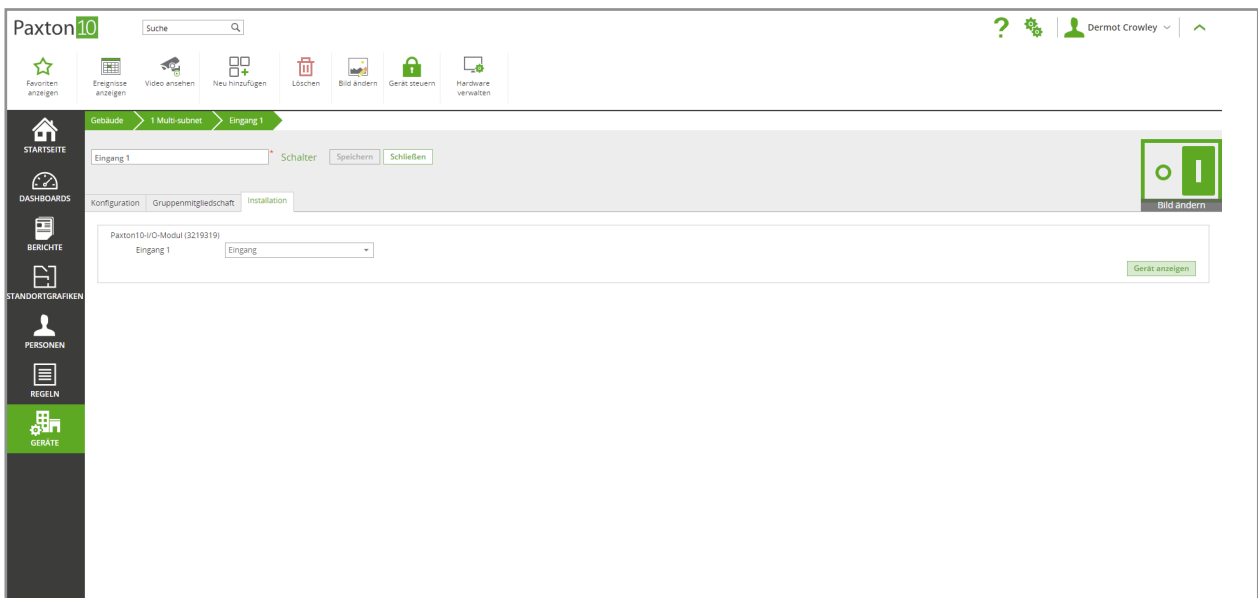 Paxton 10
Suche
Dermot Crowley
Favoriten anzeigen
Ereignisse anzeigen
Video ansehen
Neu hinzufügen
Löschen
Bild ändern
Gerät steuern
Hardware verwalten
STARTSEITE
DASHBOARDS
BERICHTE
STANDORTGRAFIKEN
PERSONEN
REGELN
GERÄTE
Gebäude
1 Multi-subnet
Eingang 1
Eingang 1 * Schalter Speichern Schließen
Bild ändern
Konfiguration Gruppenmitgliedschaft Installation
Paxton10-I/O-Modul (3219319)
Eingang 1 Eingang
Gerät anzeigen